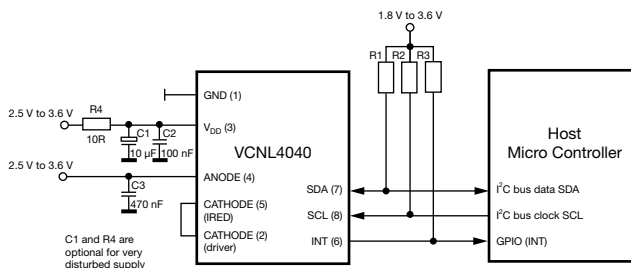 1.8 V to 3.6 V
R1 R2 R3
GND (1)
2.5 V to 3.6 V
R4
10R
C1
C2
10 µF
100 nF
V_DD (3)
VCNL4040
Host
Micro Controller
2.5 V to 3.6 V
ANODE (4)
C3
470 nF
CATHODE (5)
(IRED)
CATHODE (2)
(driver)
SDA (7)
I²C bus data SDA
SCL (8)
I²C bus clock SCL
INT (6)
GPIO (INT)
C1 and R4 are
optional for very
disturbed supply